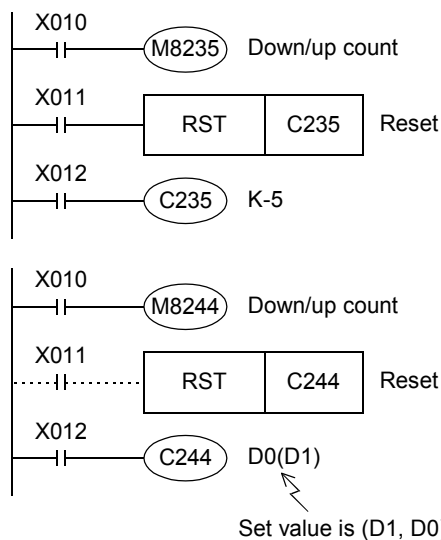 X010
M8235 Down/up count
X011
RST C235 Reset
X012
C235 K-5
X010
M8244 Down/up count
X011
RST C244 Reset
X012
C244 D0(D1)
Set value is (D1, D0